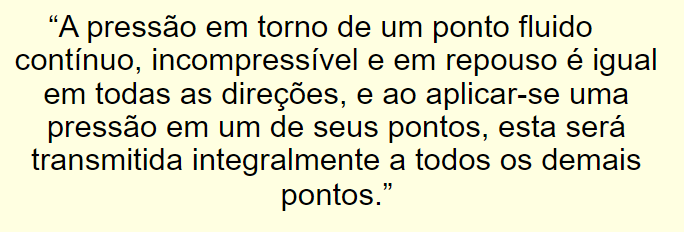 “A pressão em torno de um ponto fluido
contínuo, incompressível e em repouso é igual
em todas as direções, e ao aplicar-se uma
pressão em um de seus pontos, esta será
transmitida integralmente a todos os demais
pontos.”